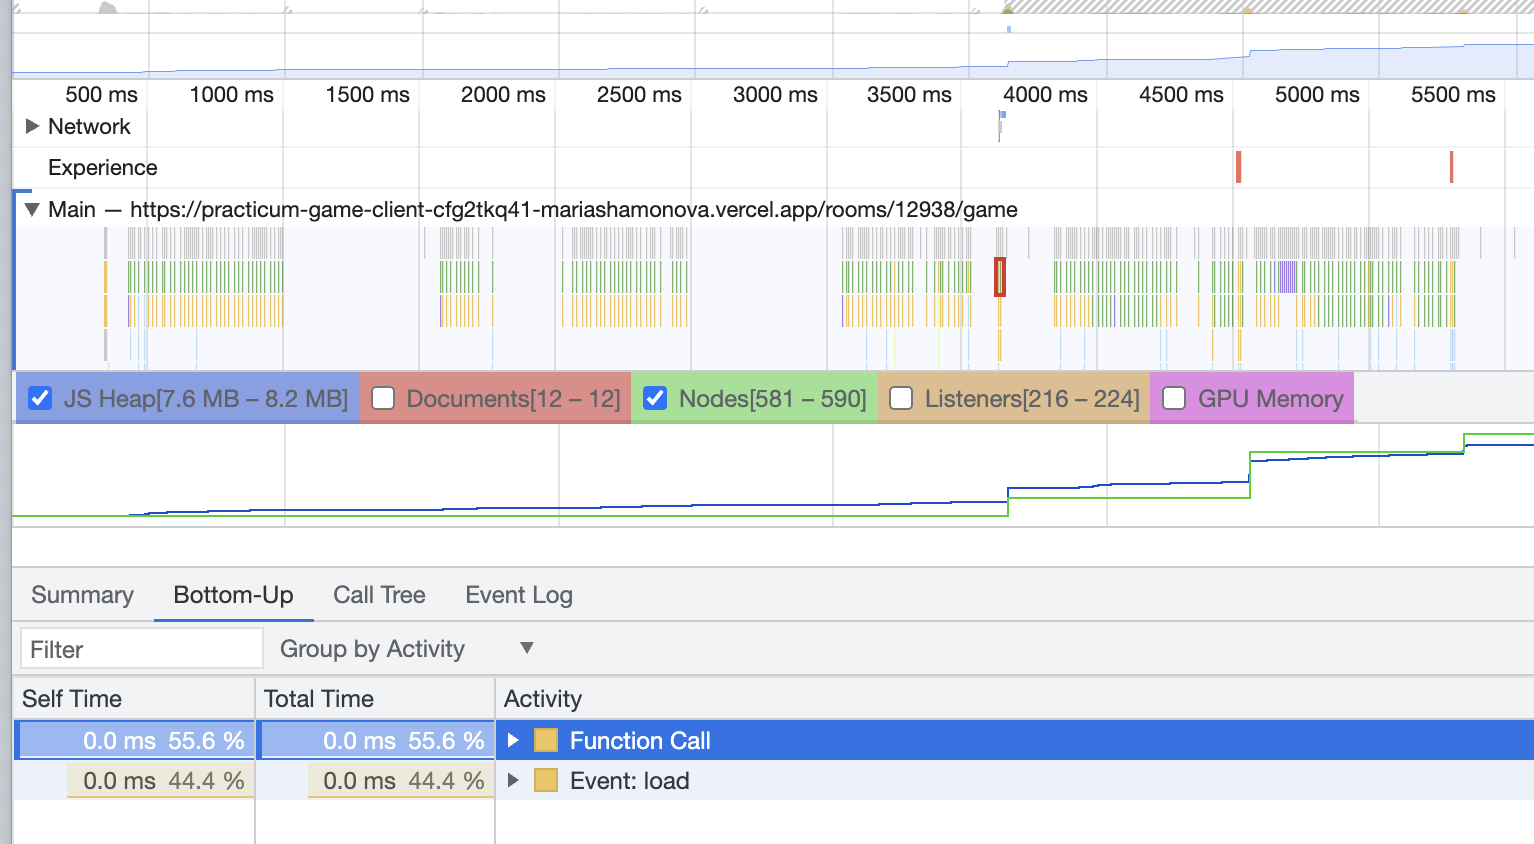 500 ms 1000 ms 1500 ms 2000 ms 2500 ms 3000 ms 3500 ms 4000 ms 4500 ms 5000 ms 5500 ms
Network
Experience
Main — https://practicum-game-client-cfg2tkq41-mariashamonova.vercel.app/rooms/12938/game
JS Heap[7.6 MB – 8.2 MB] Documents[12 – 12] Nodes[581 – 590] Listeners[216 – 224] GPU Memory
Summary Bottom-Up Call Tree Event Log
Filter Group by Activity
Self Time Total Time Activity
0.0 ms 55.6 % 0.0 ms 55.6 % Function Call
0.0 ms 44.4 % 0.0 ms 44.4 % Event: load